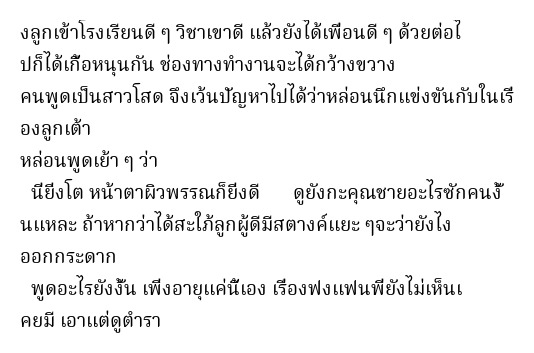 งลูกเข้าโรงเรียนดี ๆ วิชาเขาดี แล้วยังได้เพื่อนดี ๆ ด้วยต่อไ
ปก็ได้เกื้อหนุนกัน ช่องทางทำงานจะได้กว้างขวาง
คนพูดเป็นสาวโสด จึงเว้นปัญหาไปได้ว่าหล่อนนึกแข่งขันกับในเรื่
องลูกเต้า
หล่อนพูดเย้า ๆ ว่า
นี่ยิ่งโต หน้าตาผิวพรรณก็ยิ่งดี ดูยังกะคุณชายอะไรซักคนงั้
นแหละ ถ้าหากว่าได้สะใภ้ลูกผู้ดีมีสตางค์แยะ ๆจะว่ายังไง
ออกกระดาก
พูดอะไรยังงั้น เพิ่งอายุแค่นี้เอง เรื่องฟงแฟนพี่ยังไม่เห็นเ
คยมี เอาแต่ดูตำรา